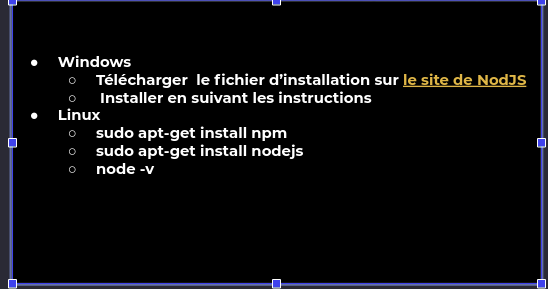 ● Windows
○ Télécharger le fichier d’installation sur le site de NodJS
○ Installer en suivant les instructions
● Linux
○ sudo apt-get install npm
○ sudo apt-get install nodejs
○ node -v